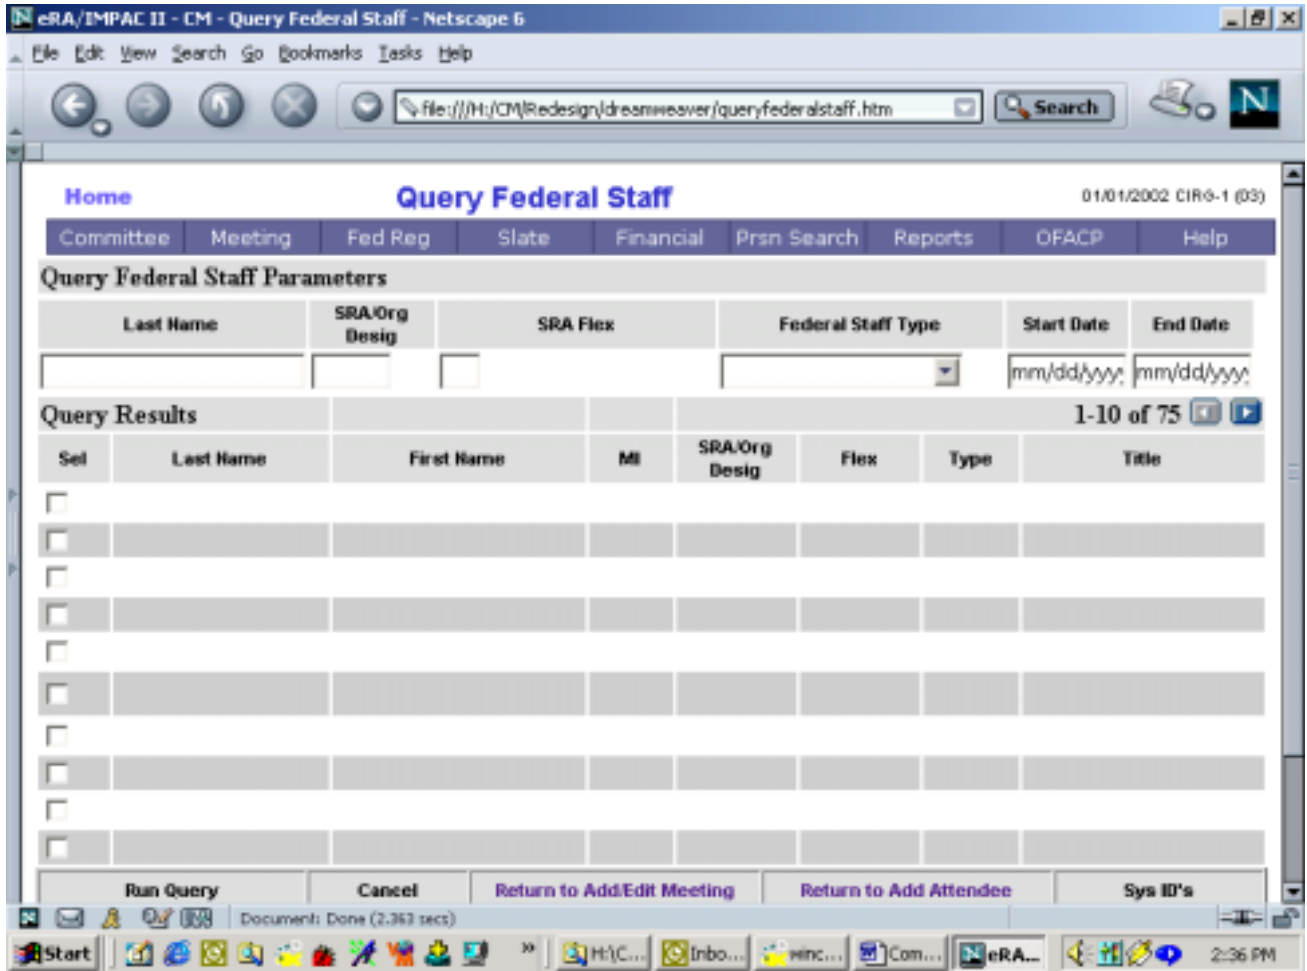 eRA/IMPAC II - CM - Query Federal Staff - Netscape 6
File Edit View Search Go Bookmarks Tasks Help
file:///H:/CM/Redesign/dreamweaver/queryfederalstaff.htm Search N
Home Query Federal Staff 01/01/2002 CIRG-1 (03)
Committee Meeting Fed Reg Slate Financial Prsn Search Reports OFACP Help
Query Federal Staff Parameters
Last Name SRA/Org Desig SRA Flex Federal Staff Type Start Date End Date
mm/dd/yyyy mm/dd/yyyy
Query Results 1-10 of 75
Sel Last Name First Name MI SRA/Org Desig Flex Type Title
Run Query Cancel Return to Add/Edit Meeting Return to Add Attendee Sys ID's
Document: Done (2.363 secs)
Start » H:\C... Inbo... winc... Com... eRA... 2:36 PM